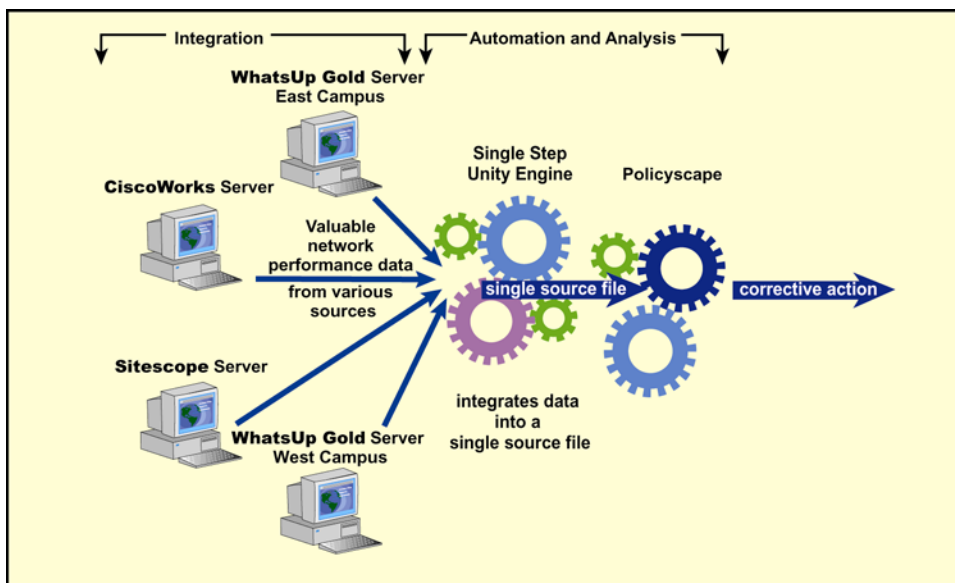 Integration
Automation and Analysis
WhatsUp Gold Server
East Campus
CiscoWorks Server
Valuable
network
performance data
from various
sources
Sitescope Server
WhatsUp Gold Server
West Campus
Single Step
Unity Engine
Policyscape
single source file
corrective action
integrates data
into a
single source file